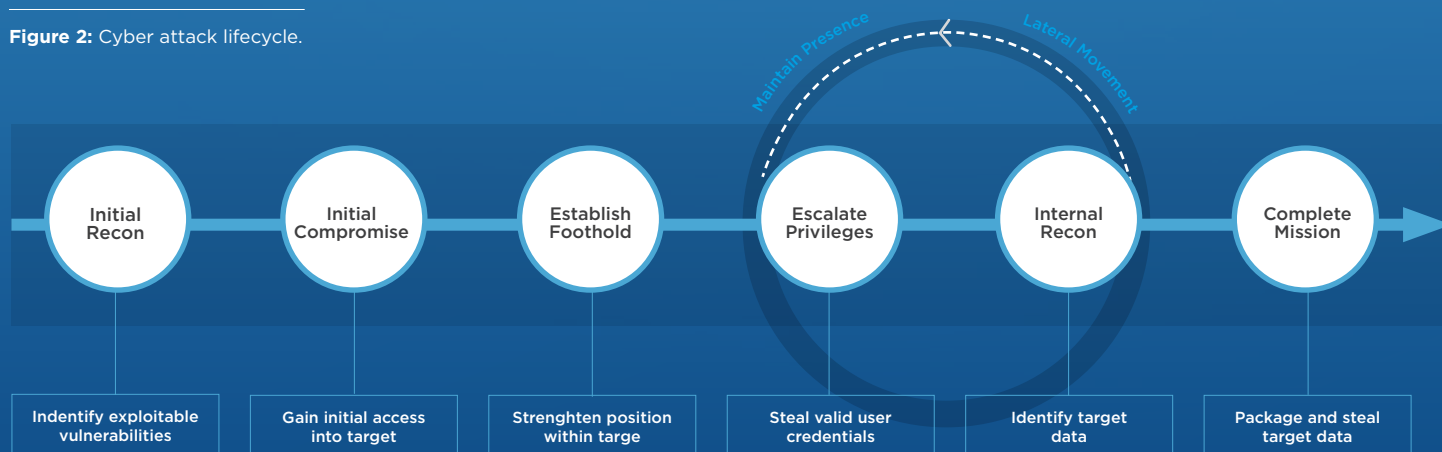 Figure 2: Cyber attack lifecycle.
Maintain Presence
Lateral Movement
Initial
Recon
Initial
Compromise
Establish
Foothold
Escalate
Privileges
Internal
Recon
Complete
Mission
Indentify exploitable
vulnerabilities
Gain initial access
into target
Strenghten position
within targe
Steal valid user
credentials
Identify target
data
Package and steal
target data